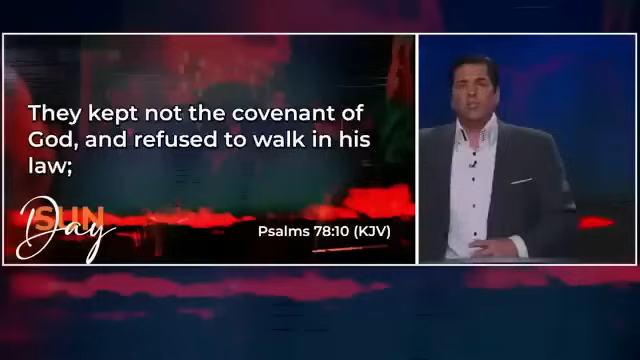 They kept not the covenant of
God, and refused to walk in his
law;
SUN
Day
Psalms 78:10 (KJV)